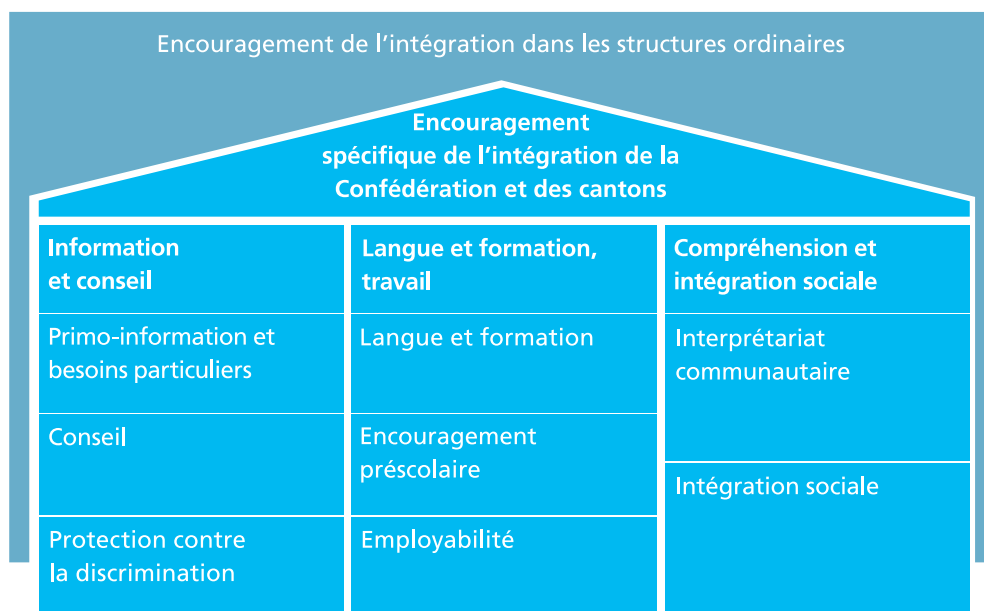 Encouragement de l’intégration dans les structures ordinaires
Encouragement
spécifique de l’intégration de la
Confédération et des cantons
Information
et conseil
Primo-information et
besoins particuliers
Conseil
Protection contre
la discrimination
Langue et formation,
travail
Langue et formation
Encouragement
préscolaire
Employabilité
Compréhension et
intégration sociale
Interprétariat
communautaire
Intégration sociale